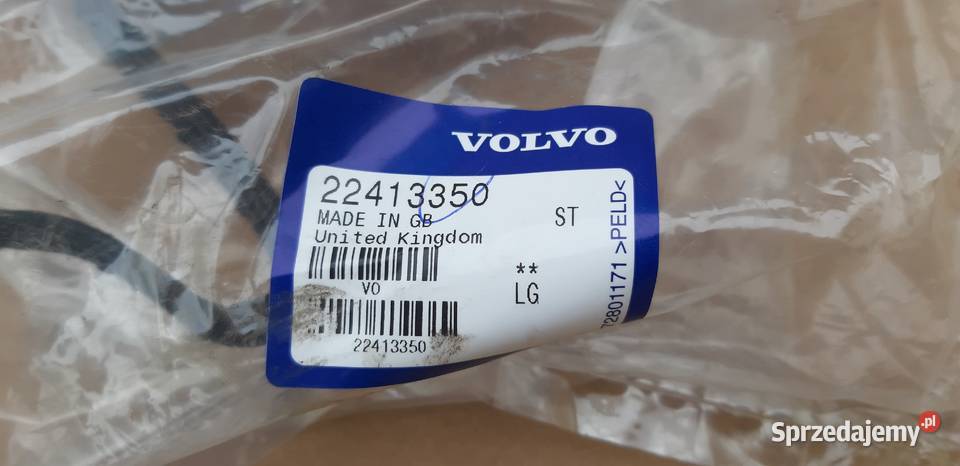 VOLVO
22413350
MADE IN GB
United Kingdom
ST
VO
**
LG
22413350
72801171 >PELD<
Sprzedajemy.pl